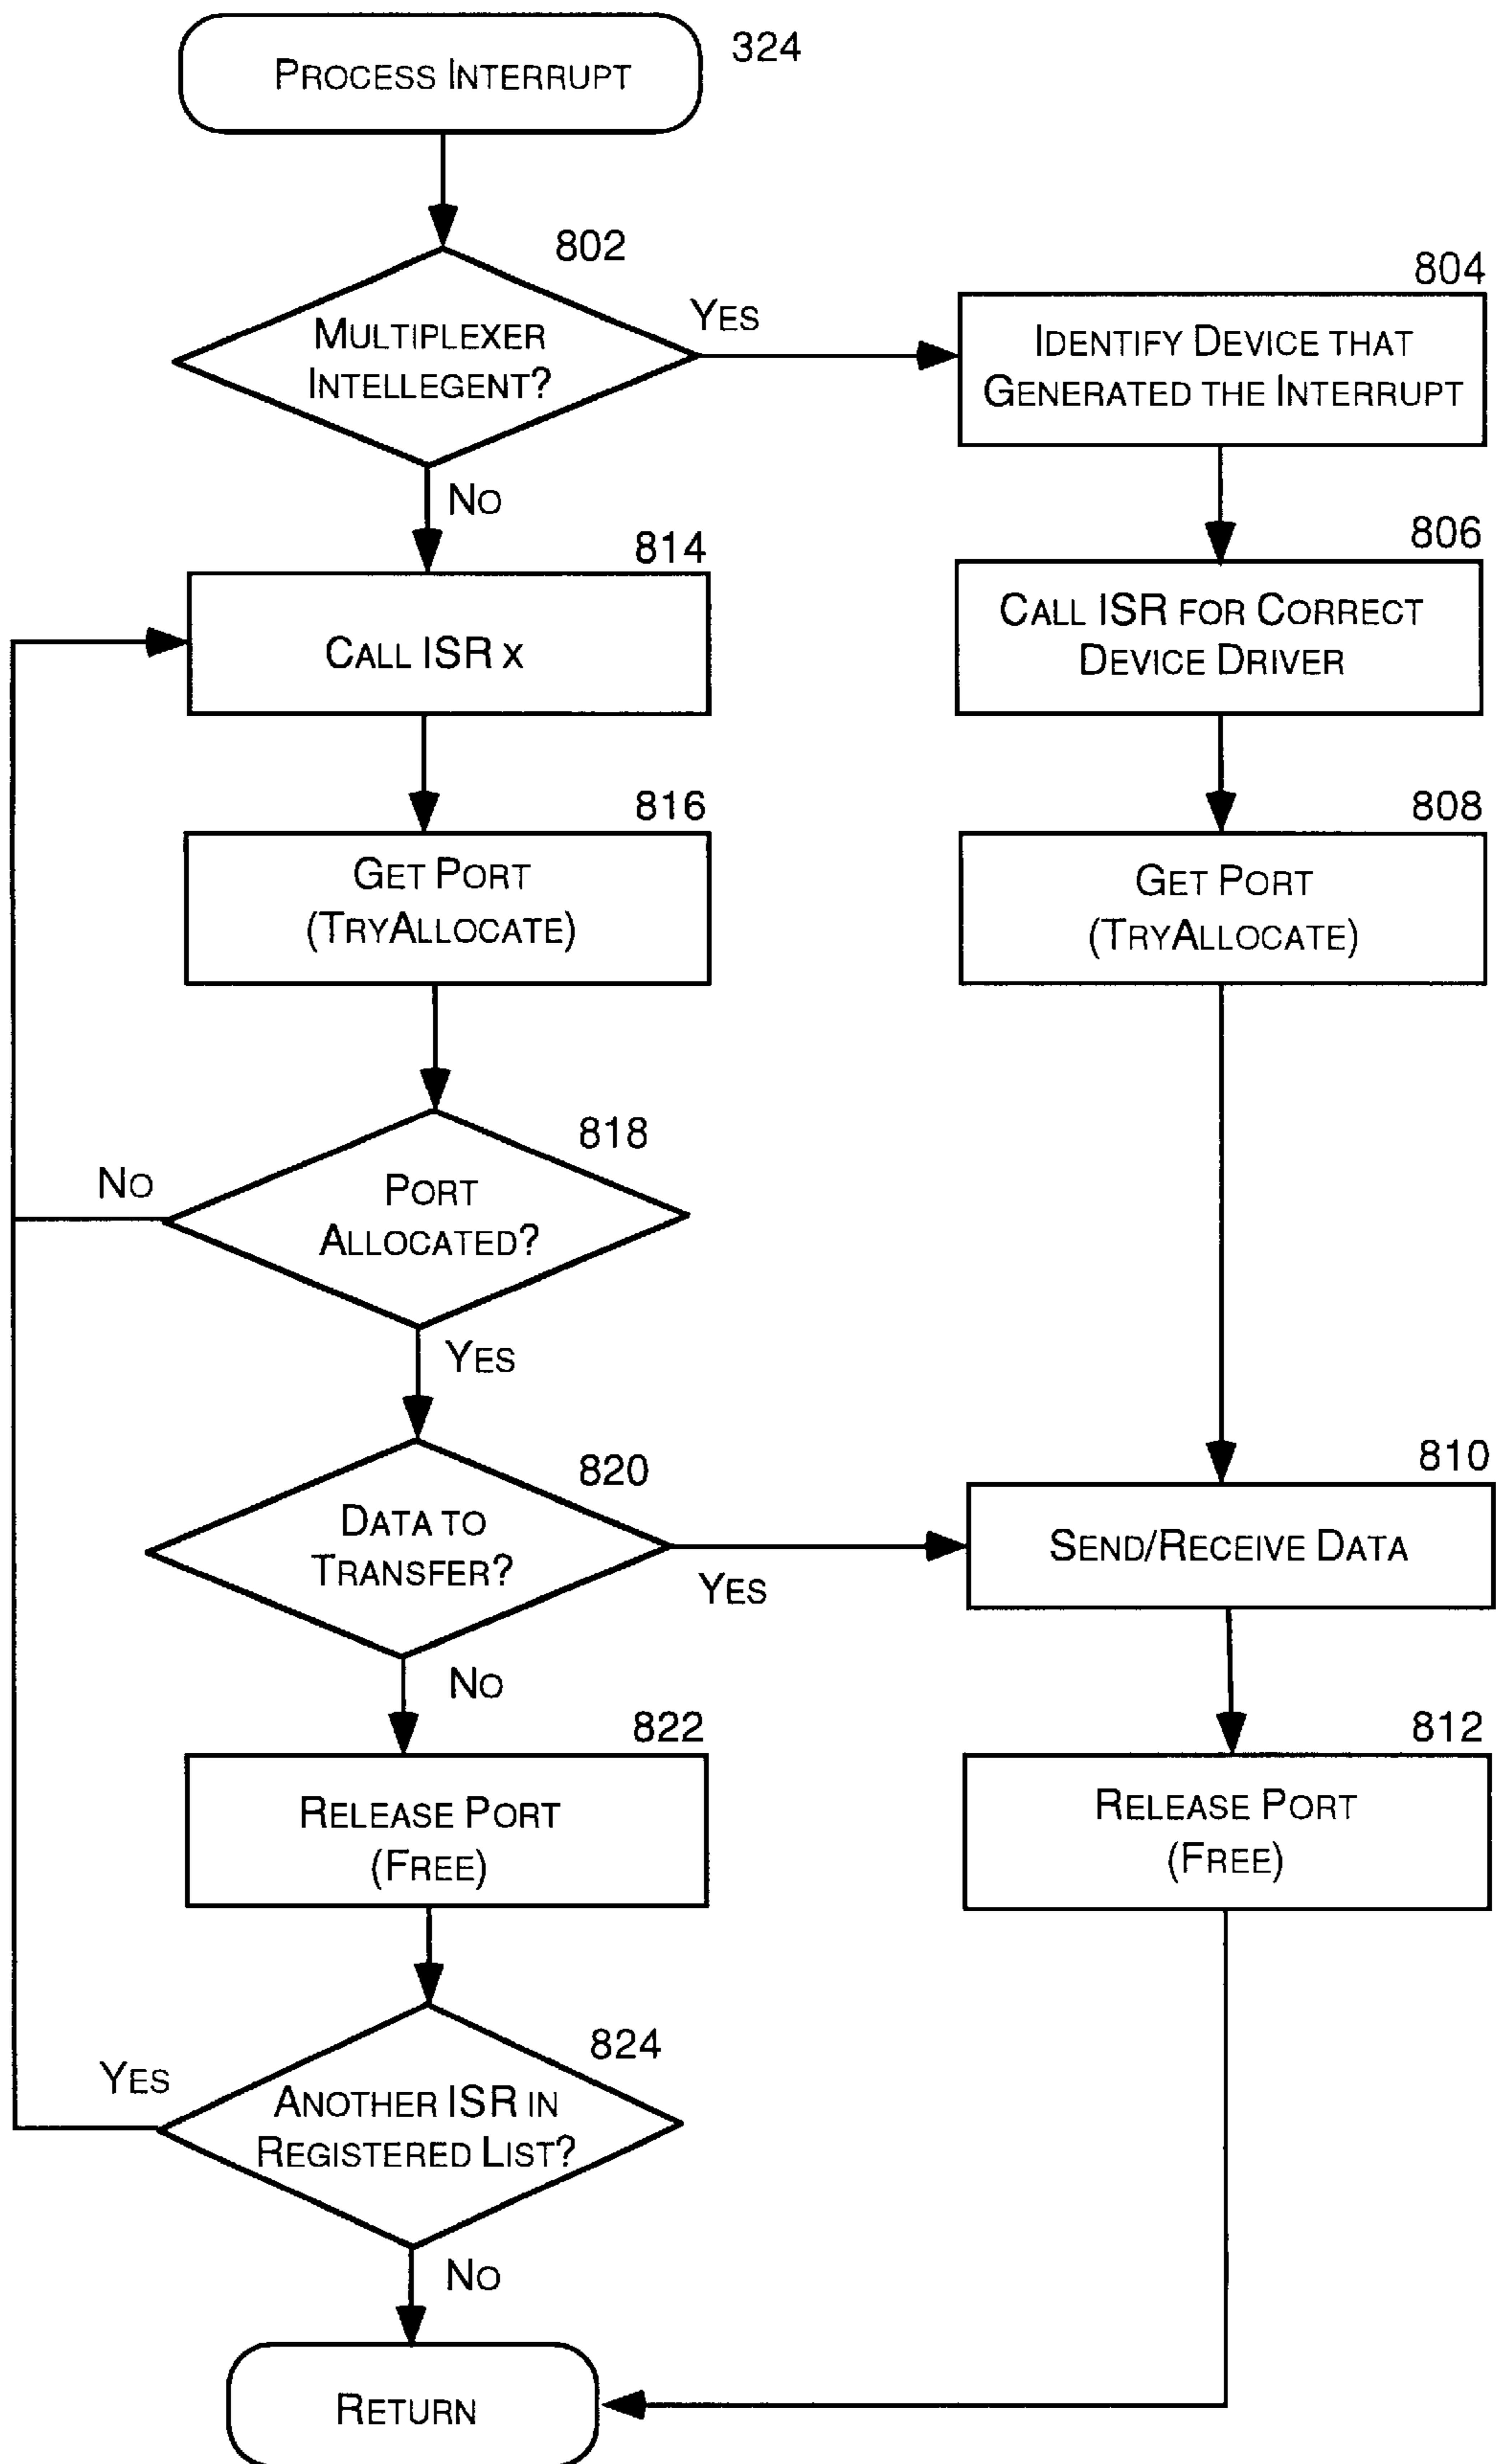 PROCESS INTERRUPT
324
802
MULTIPLEXER
INTELLEGENT?
YES
804
IDENTIFY DEVICE THAT
GENERATED THE INTERRUPT
NO
814
CALL ISR X
806
CALL ISR FOR CORRECT
DEVICE DRIVER
816
GET PORT
(TRYALLOCATE)
808
GET PORT
(TRYALLOCATE)
818
NO
PORT
ALLOCATED?
YES
820
DATA TO
TRANSFER?
YES
810
SEND/RECEIVE DATA
NO
822
RELEASE PORT
(FREE)
812
RELEASE PORT
(FREE)
824
YES
ANOTHER ISR IN
REGISTERED LIST?
NO
RETURN